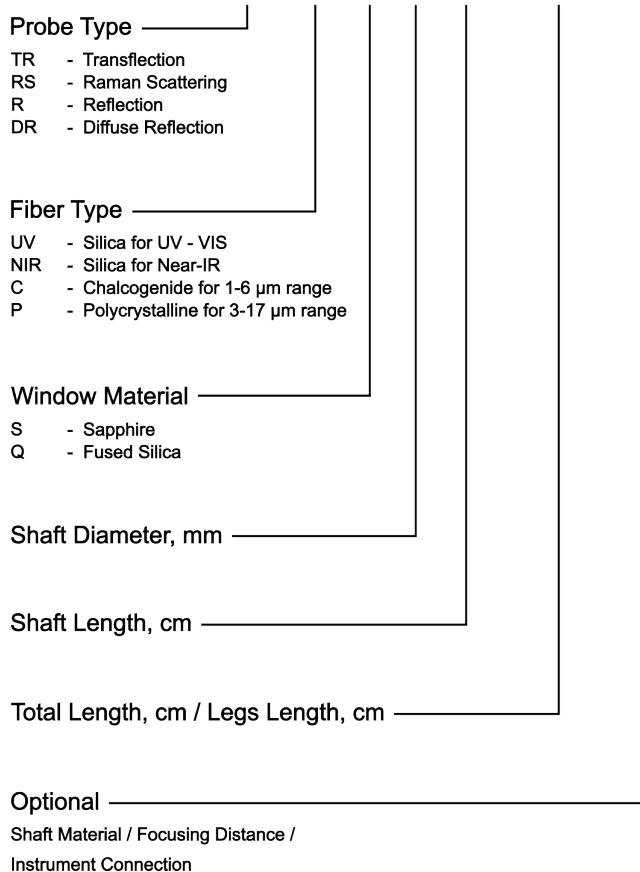 Probe Type
TR - Transflection
RS - Raman Scattering
R - Reflection
DR - Diffuse Reflection
Fiber Type
UV - Silica for UV - VIS
NIR - Silica for Near-IR
C - Chalcogenide for 1-6 µm range
P - Polycrystalline for 3-17 µm range
Window Material
S - Sapphire
Q - Fused Silica
Shaft Diameter, mm
Shaft Length, cm
Total Length, cm / Legs Length, cm
Optional
Shaft Material / Focusing Distance /
Instrument Connection